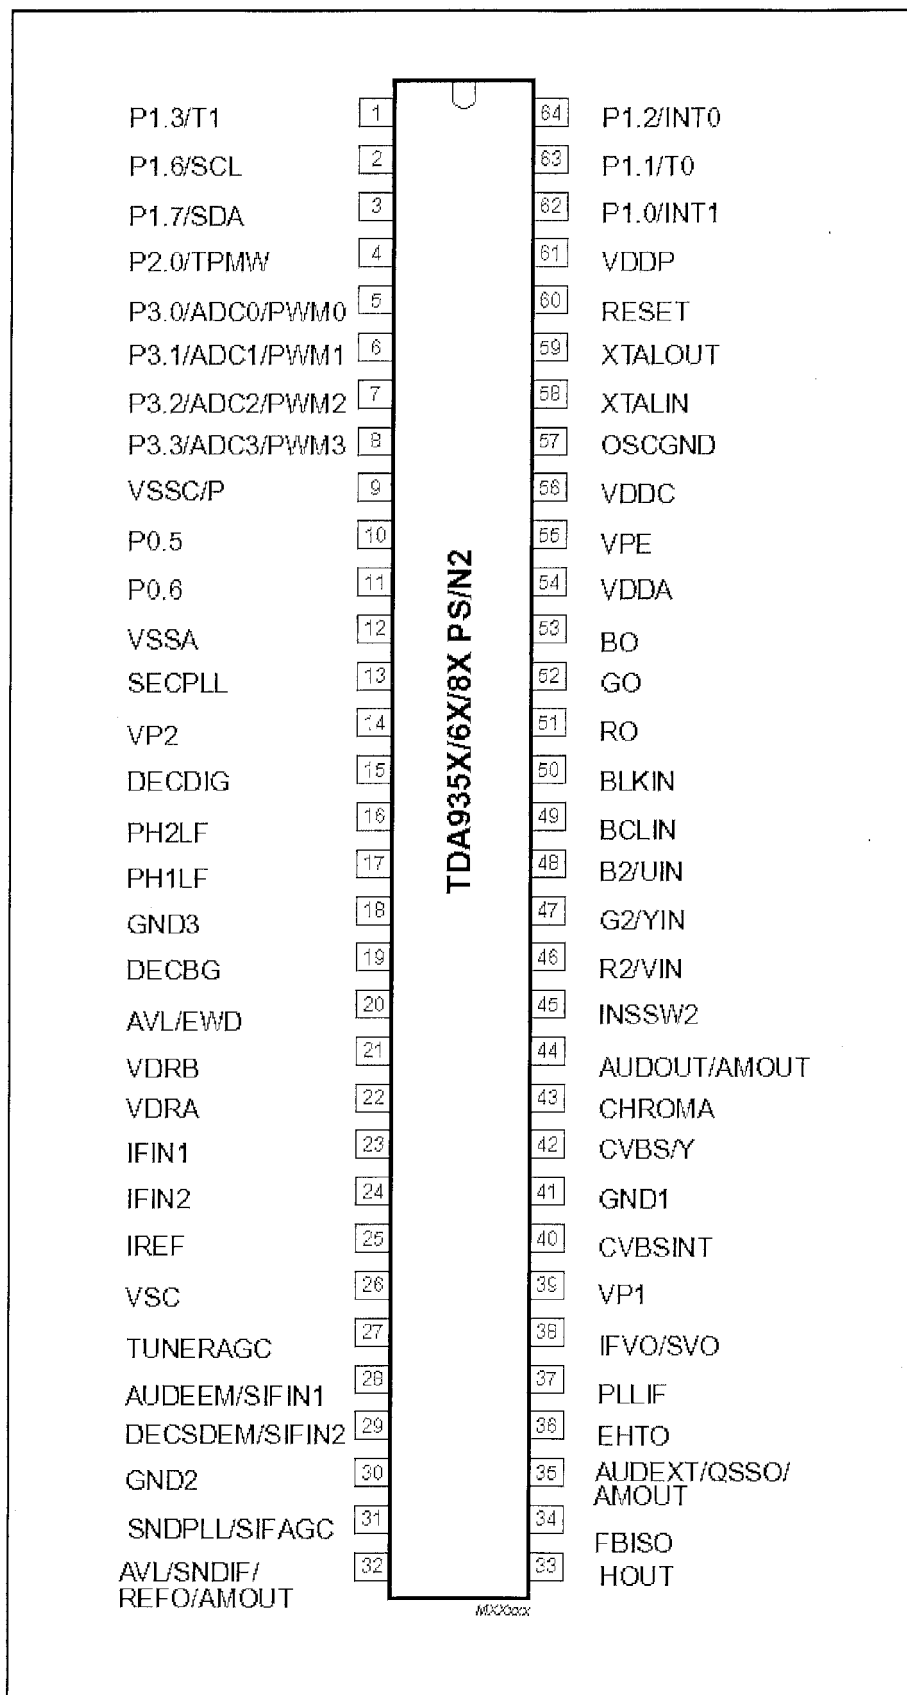 P1.3/T1 1 64 P1.2/INT0
P1.6/SCL 2 63 P1.1/T0
P1.7/SDA 3 62 P1.0/INT1
P2.0/TPMW 4 61 VDDP
P3.0/ADC0/PWM0 5 60 RESET
P3.1/ADC1/PWM1 6 59 XTALOUT
P3.2/ADC2/PWM2 7 58 XTALIN
P3.3/ADC3/PWM3 8 57 OSCGND
VSSC/P 9 56 VDDC
P0.5 10 55 VPE
P0.6 11 54 VDDA
VSSA 12 53 BO
SECPLL 13 52 GO
VP2 14 51 RO
DECDIG 15 50 BLKIN
PH2LF 16 49 BCLIN
PH1LF 17 48 B2/UIN
GND3 18 47 G2/YIN
DECBG 19 46 R2/VIN
AVL/EWD 20 45 INSSW2
VDRB 21 44 AUDOUT/AMOUT
VDRA 22 43 CHROMA
IFIN1 23 42 CVBS/Y
IFIN2 24 41 GND1
IREF 25 40 CVBSINT
VSC 26 39 VP1
TUNERAGC 27 38 IFVO/SVO
AUDEEM/SIFIN1 28 37 PLLIF
DECSDEM/SIFIN2 29 36 EHTO
GND2 30 35 AUDEXT/QSSO/
AMOUT
SNDPLL/SIFAGC 31 34 FBISO
AVL/SNDIF/ 32 33 HOUT
REFO/AMOUT
TDA935X/6X/8X PS/N2
MXXxxx